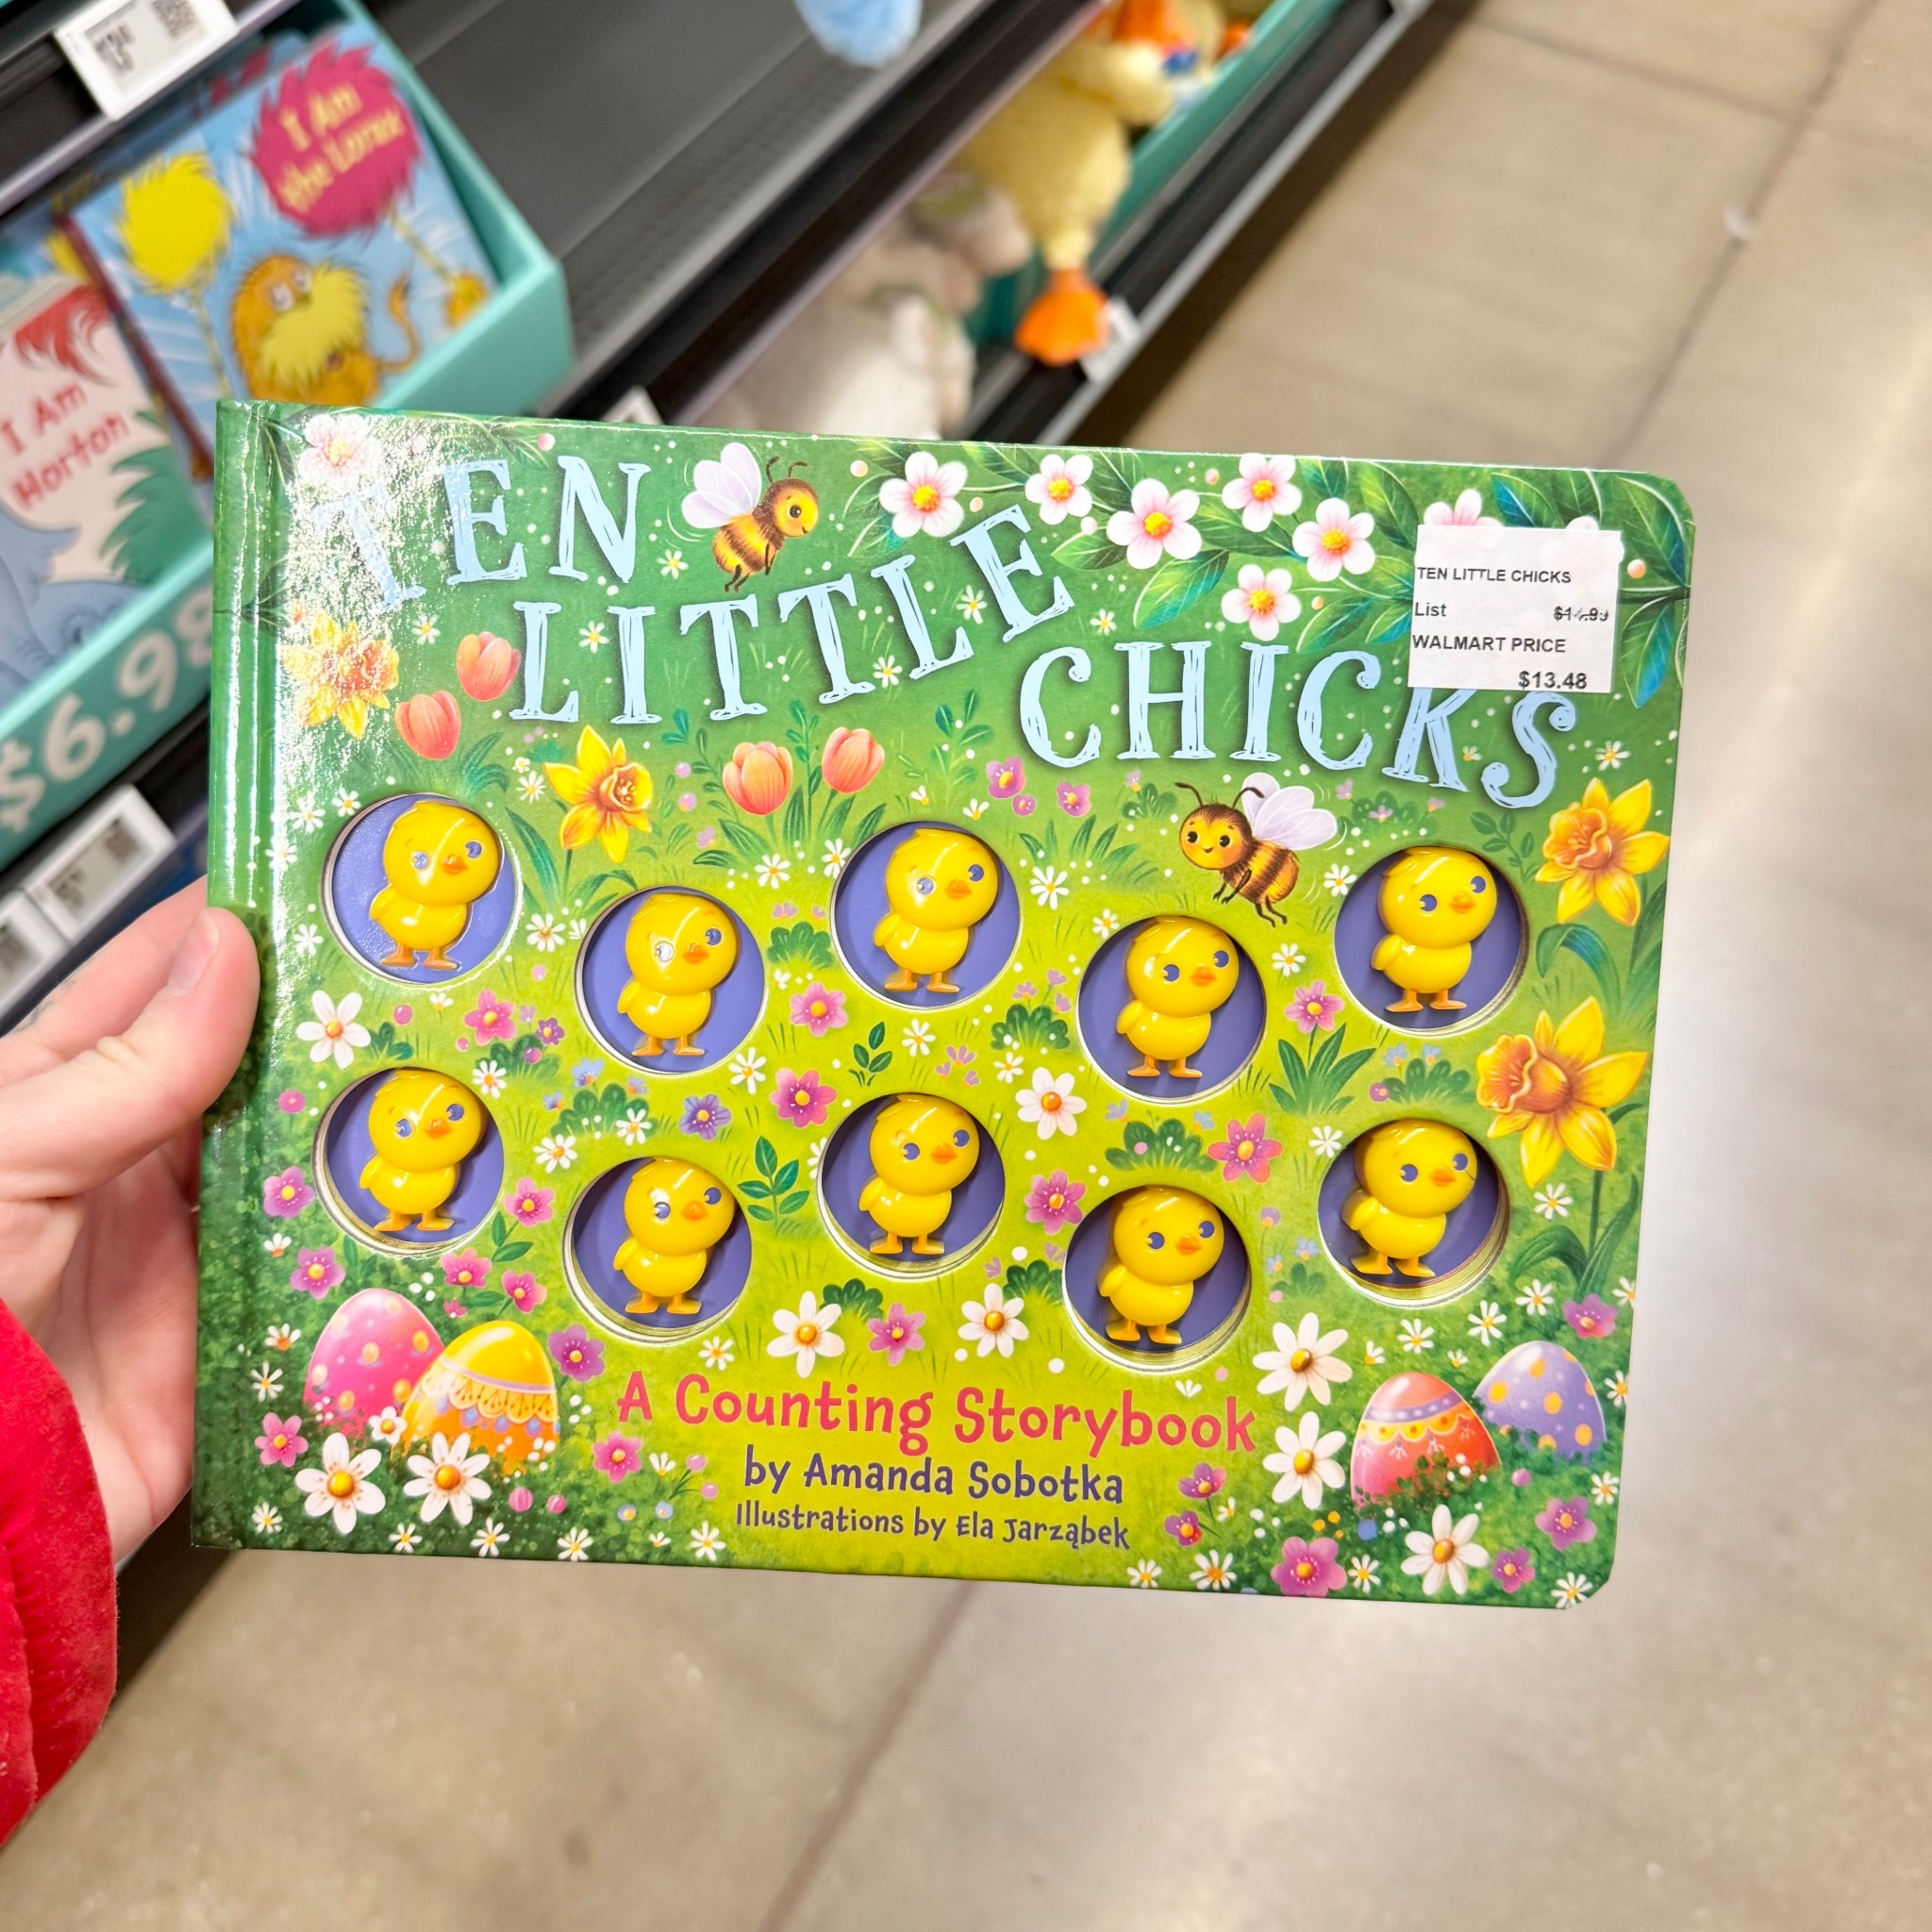 I Am
the Lorax
I Am
Horton
$6.98
TEN
LITTLE
CHICKS
TEN LITTLE CHICKS
List
WALMART PRICE
$13.48
A Counting Storybook
by Amanda Sobotka
Illustrations by Ela Jarząbek